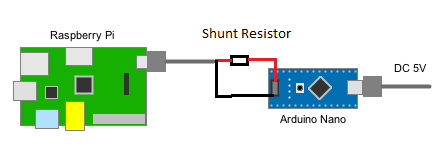 Shunt Resistor
Raspberry Pi
DC 5V
Arduino Nano